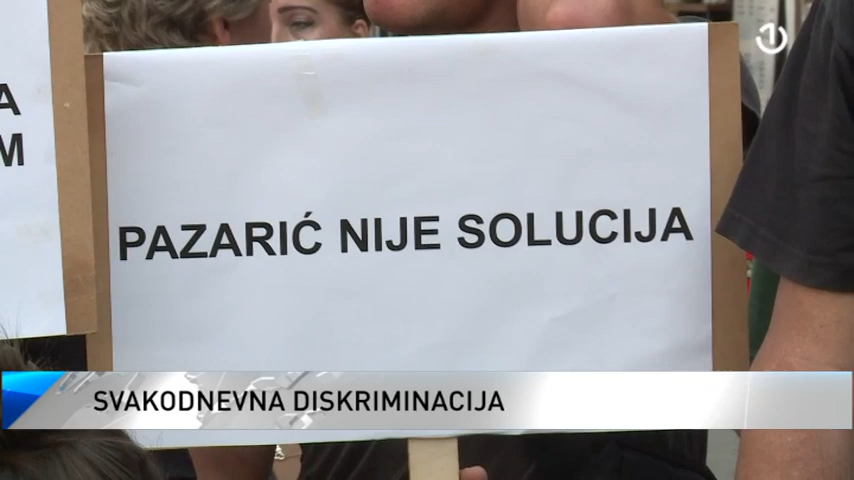 A
M
PAZARIĆ NIJE SOLUCIJA
SVAKODNEVNA DISKRIMINACIJA